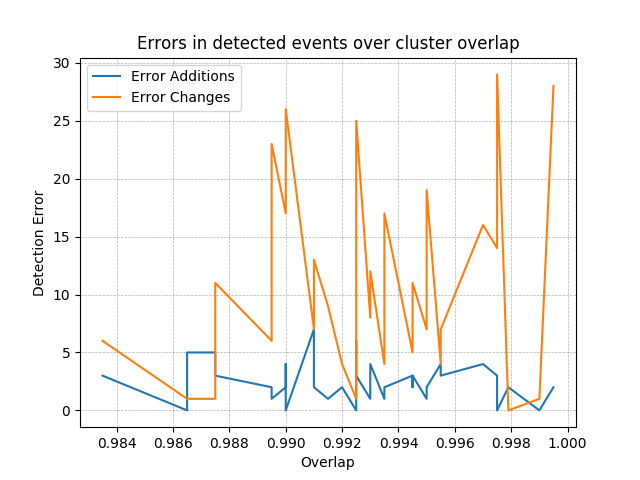 Errors in detected events over cluster overlap
Error Additions
Error Changes
30
25
20
15
10
5
0
Detection Error
0.984 0.986 0.988 0.990 0.992 0.994 0.996 0.998 1.000
Overlap